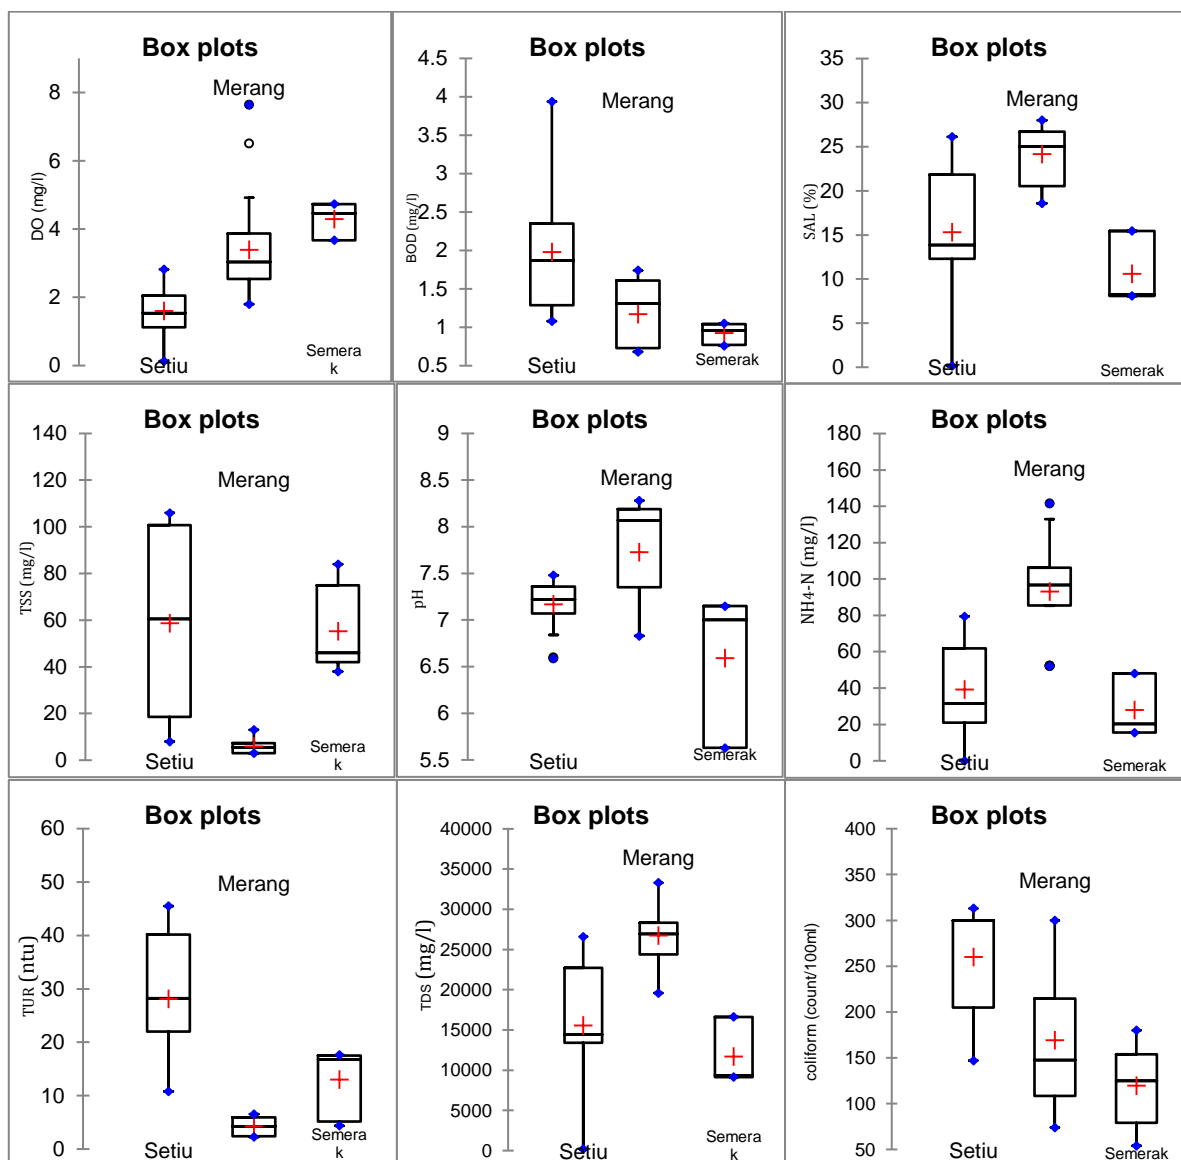 Box plots
DO (mg/l)
8
6
4
2
0
Merang
Setiu
Semera
k
Box plots
BOD (mg/l)
4.5
4
3.5
3
2.5
2
1.5
1
0.5
Merang
Setiu
Semerak
Box plots
SAL (%)
35
30
25
20
15
10
5
0
Merang
Setiu
Semerak
Box plots
TSS (mg/l)
140
120
100
80
60
40
20
0
Merang
Setiu
Semera
k
Box plots
pH
9
8.5
8
7.5
7
6.5
6
5.5
Merang
Setiu
Semerak
Box plots
NH4-N (mg/l)
180
160
140
120
100
80
60
40
20
0
Merang
Setiu
Semerak
Box plots
TUR (ntu)
60
50
40
30
20
10
0
Merang
Setiu
Semera
k
Box plots
TDS (mg/l)
40000
35000
30000
25000
20000
15000
10000
5000
0
Merang
Setiu
Semera
k
Box plots
coliform (count/100ml)
400
350
300
250
200
150
100
50
Merang
Setiu
Semerak